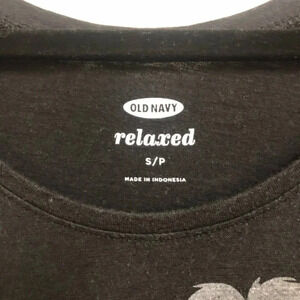 OLD NAVY
relaxed
S/P
MADE IN INDONESIA